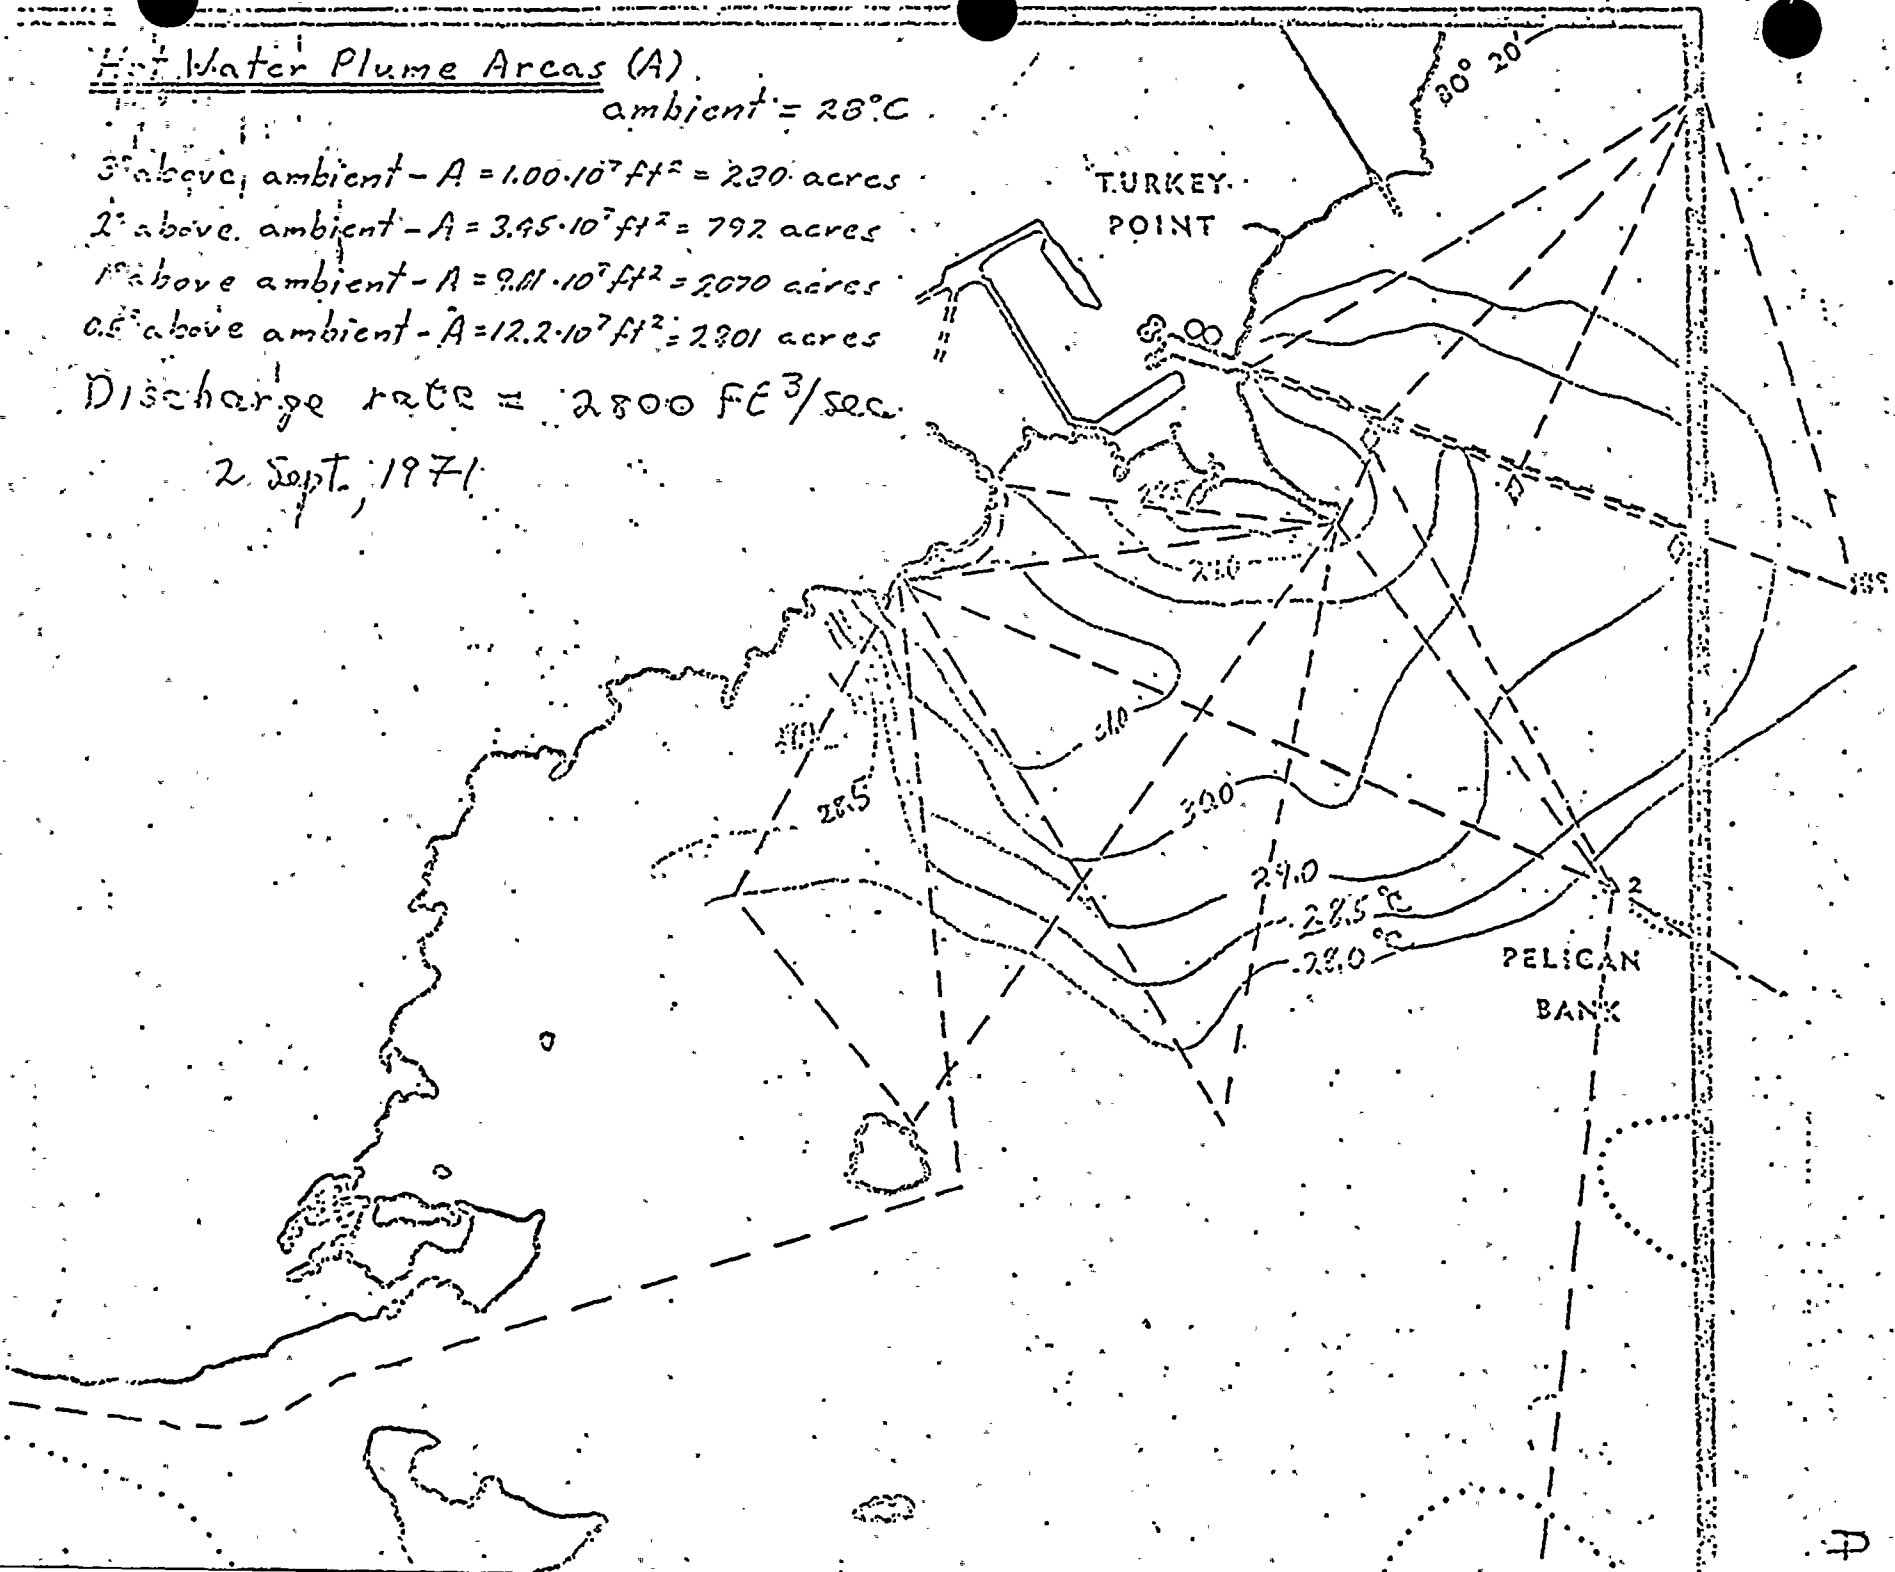 Hot Water Plume Areas (A)
ambient = 28°C
3° above ambient - A = 1.00·10⁷ ft² = 230 acres
2° above ambient - A = 3.45·10⁷ ft² = 792 acres
1° above ambient - A = 9.01·10⁷ ft² = 2070 acres
0.5° above ambient - A = 12.2·10⁷ ft² = 2801 acres
Discharge rate = 2800 Ft³/sec
2 Sept., 1971
80° 20'
TURKEY
POINT
31.0
28.5
30.0
29.0
28.5 °C
28.0 °C
2
PELICAN
BANK